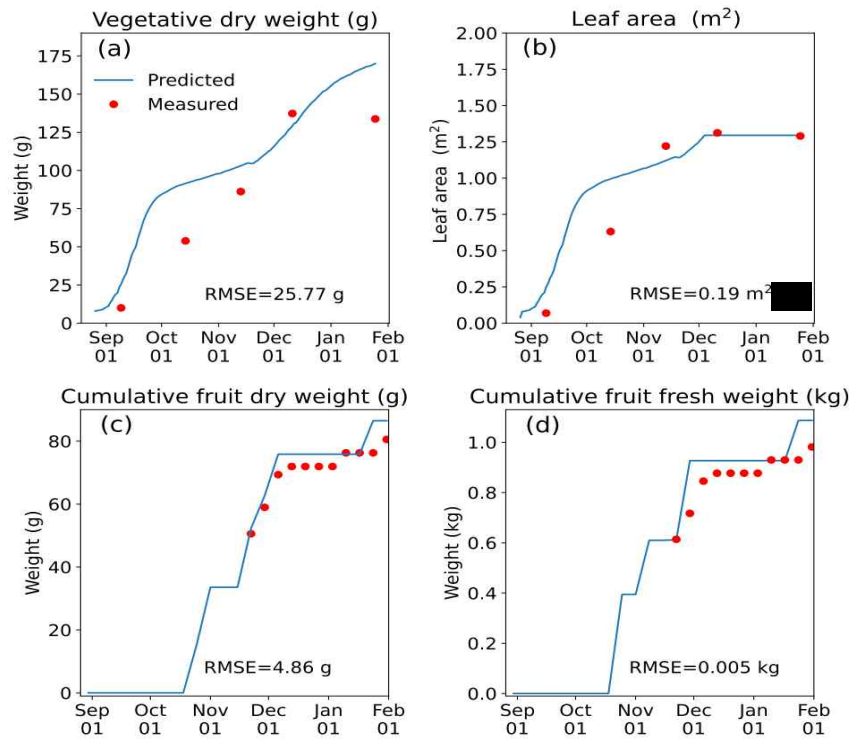 Vegetative dry weight (g)
(a)
Predicted
Measured
Weight (g)
175
150
125
100
75
50
25
0
RMSE=25.77 g
Sep 01
Oct 01
Nov 01
Dec 01
Jan 01
Feb 01
Leaf area (m²)
(b)
Leaf area (m²)
2.00
1.75
1.50
1.25
1.00
0.75
0.50
0.25
0.00
RMSE=0.19 m²
Sep 01
Oct 01
Nov 01
Dec 01
Jan 01
Feb 01
Cumulative fruit dry weight (g)
(c)
Weight (g)
80
60
40
20
0
RMSE=4.86 g
Sep 01
Oct 01
Nov 01
Dec 01
Jan 01
Feb 01
Cumulative fruit fresh weight (kg)
(d)
Weight (kg)
1.0
0.8
0.6
0.4
0.2
0.0
RMSE=0.005 kg
Sep 01
Oct 01
Nov 01
Dec 01
Jan 01
Feb 01